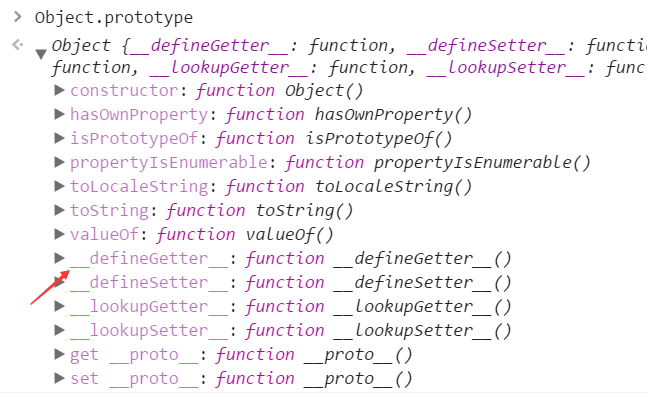 Object.prototype
Object {__defineGetter__: function, __defineSetter__: functio
function, __lookupGetter__: function, __lookupSetter__: func
constructor: function Object()
hasOwnProperty: function hasOwnProperty()
isPrototypeOf: function isPrototypeOf()
propertyIsEnumerable: function propertyIsEnumerable()
toLocaleString: function toLocaleString()
toString: function toString()
valueOf: function valueOf()
__defineGetter__: function __defineGetter__()
__defineSetter__: function __defineSetter__()
__lookupGetter__: function __lookupGetter__()
__lookupSetter__: function __lookupSetter__()
get __proto__: function __proto__()
set __proto__: function __proto__()